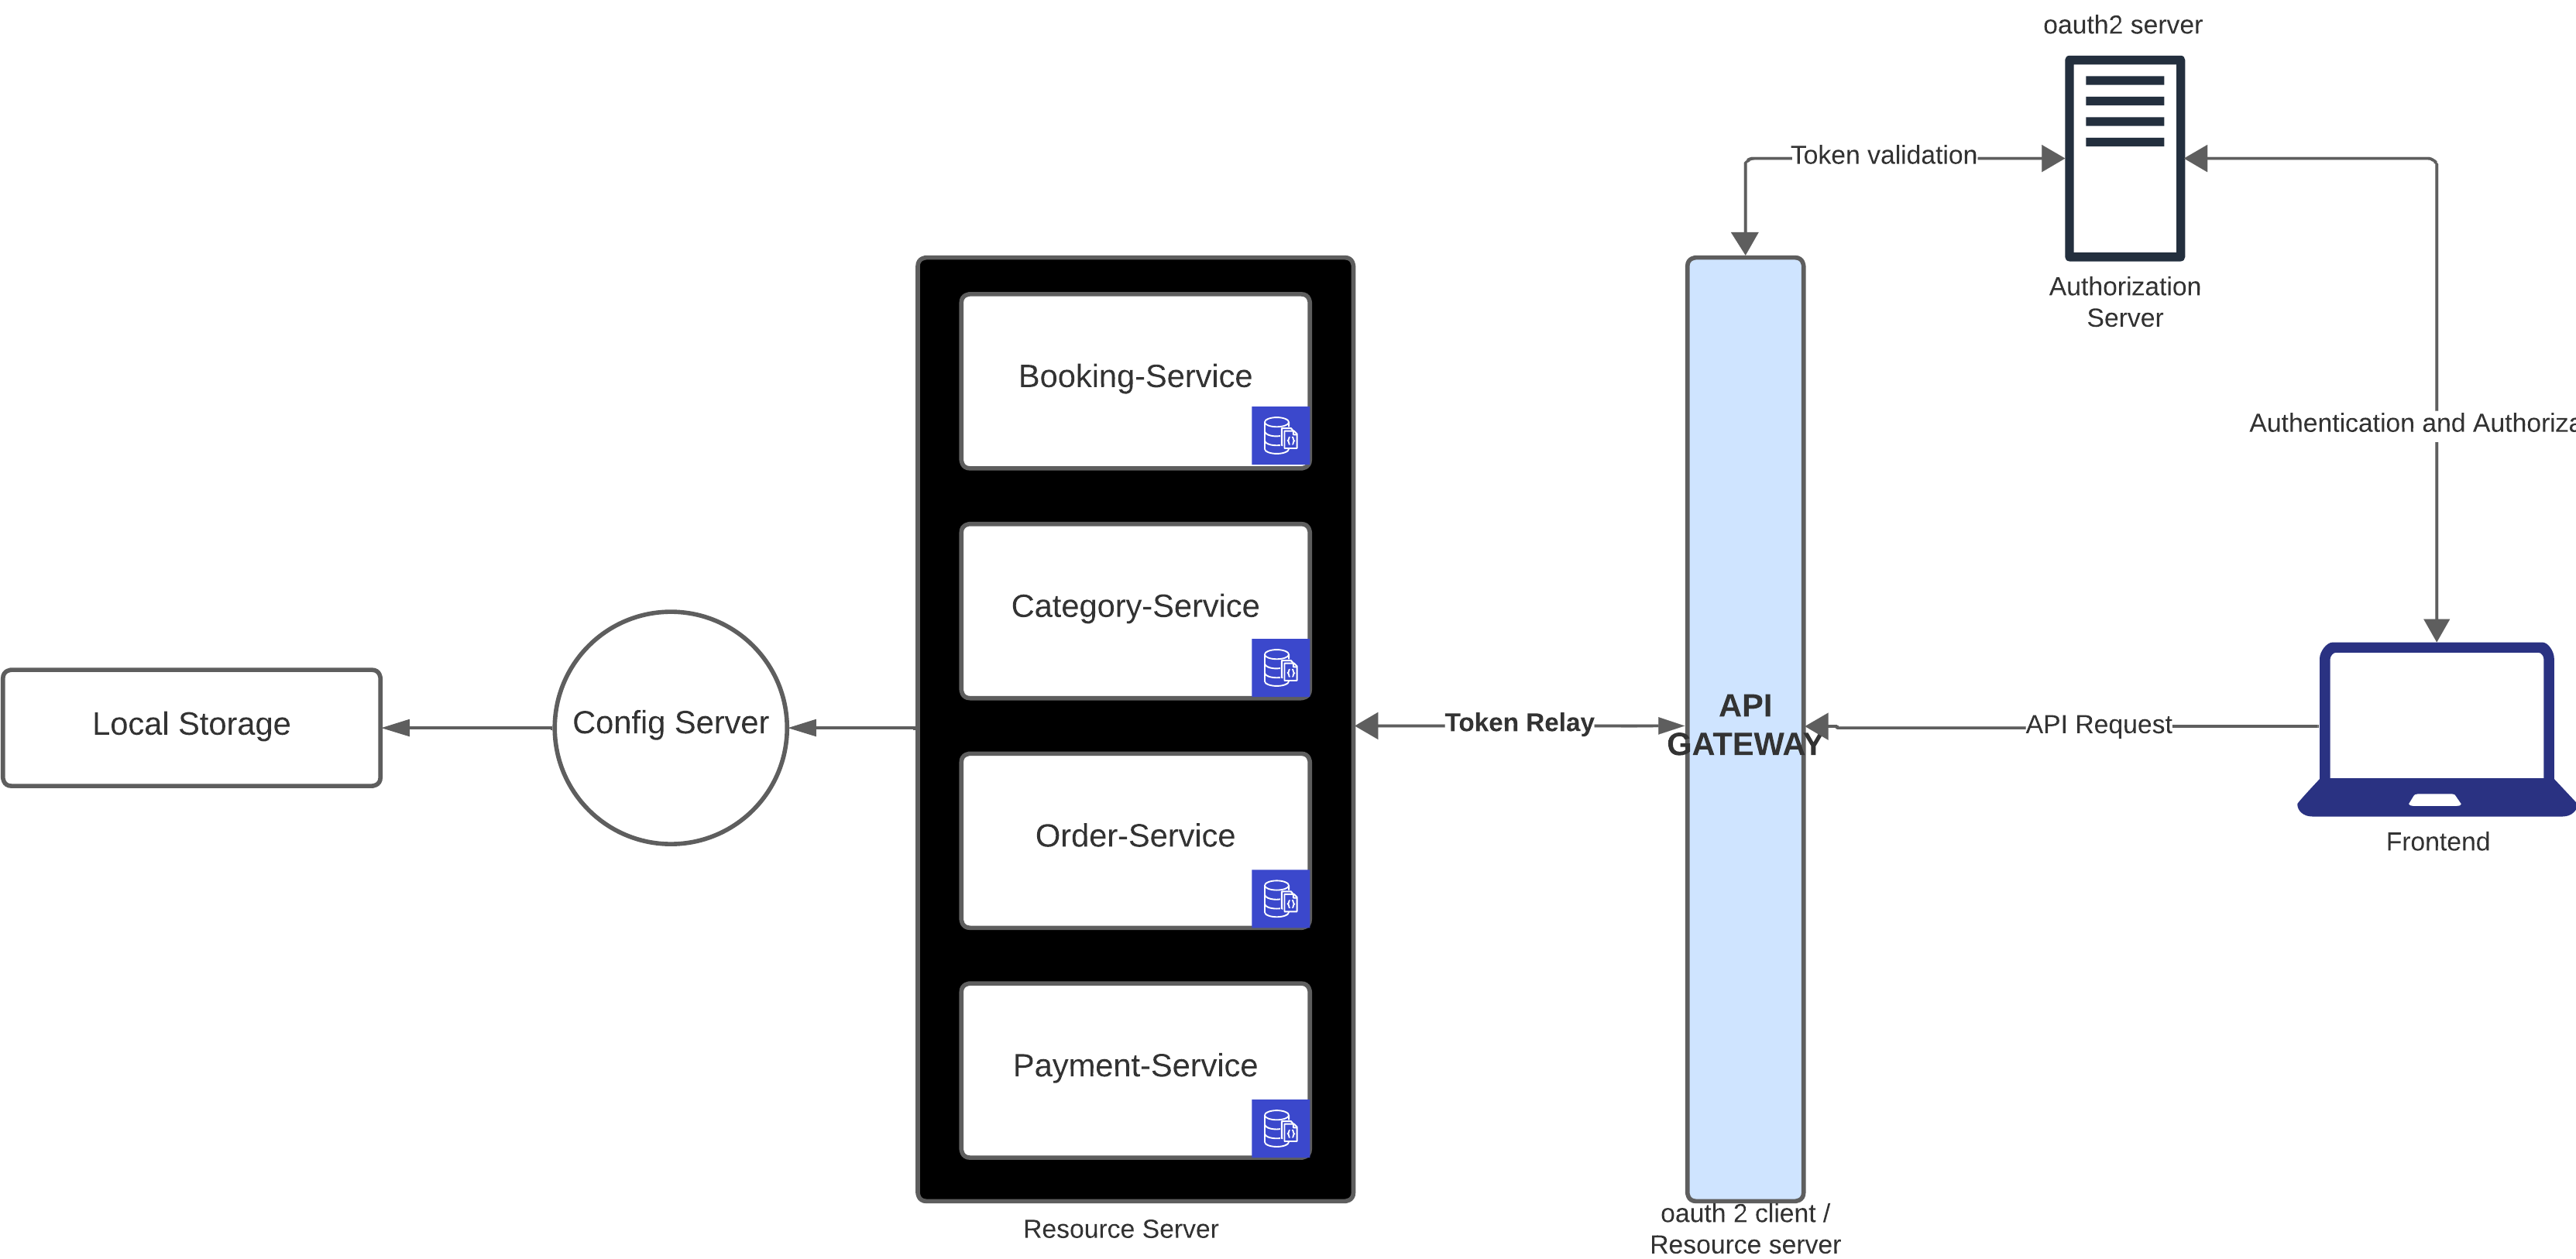 oauth2 server
Token validation
Authorization
Server
Booking-Service
Authentication and
Category-Service
API
GATEWAY
Local Storage
Config Server
Token Relay
API Request
Order-Service
Frontend
Payment-Service
Resource Server
oauth 2 client /
Resource server